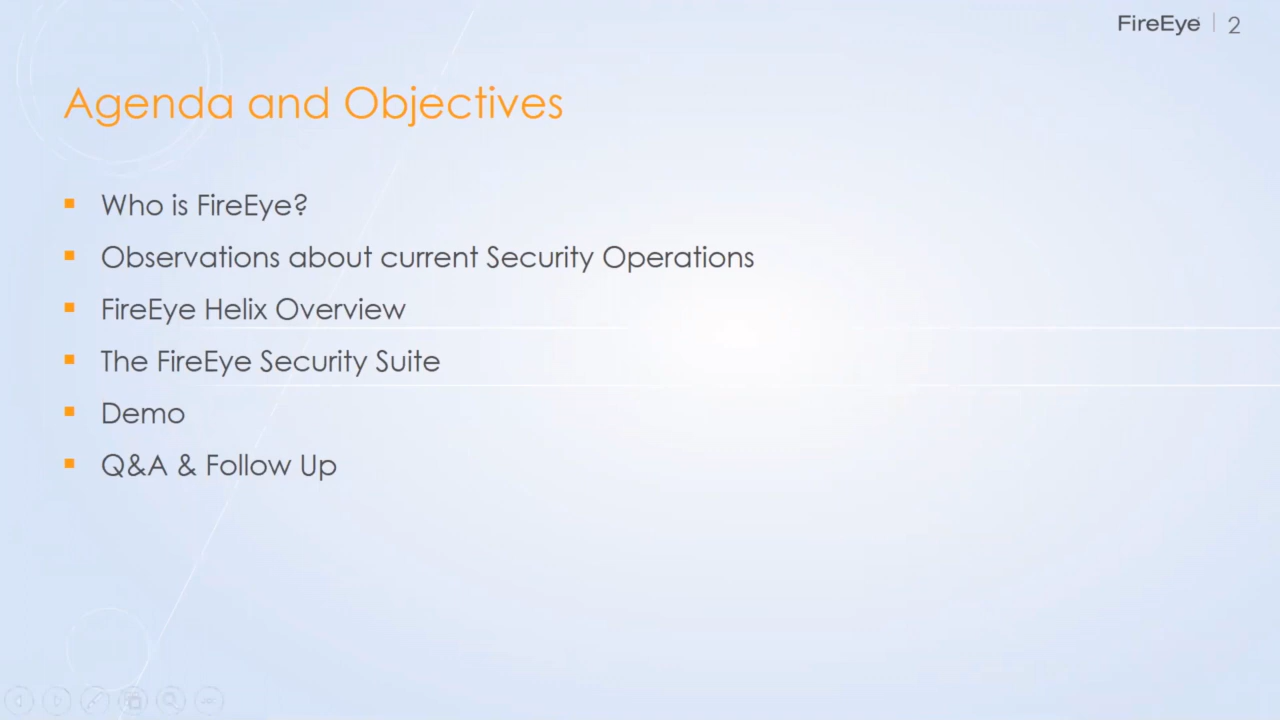 FireEye | 2
Agenda and Objectives
Who is FireEye?
Observations about current Security Operations
FireEye Helix Overview
The FireEye Security Suite
Demo
Q&A & Follow Up